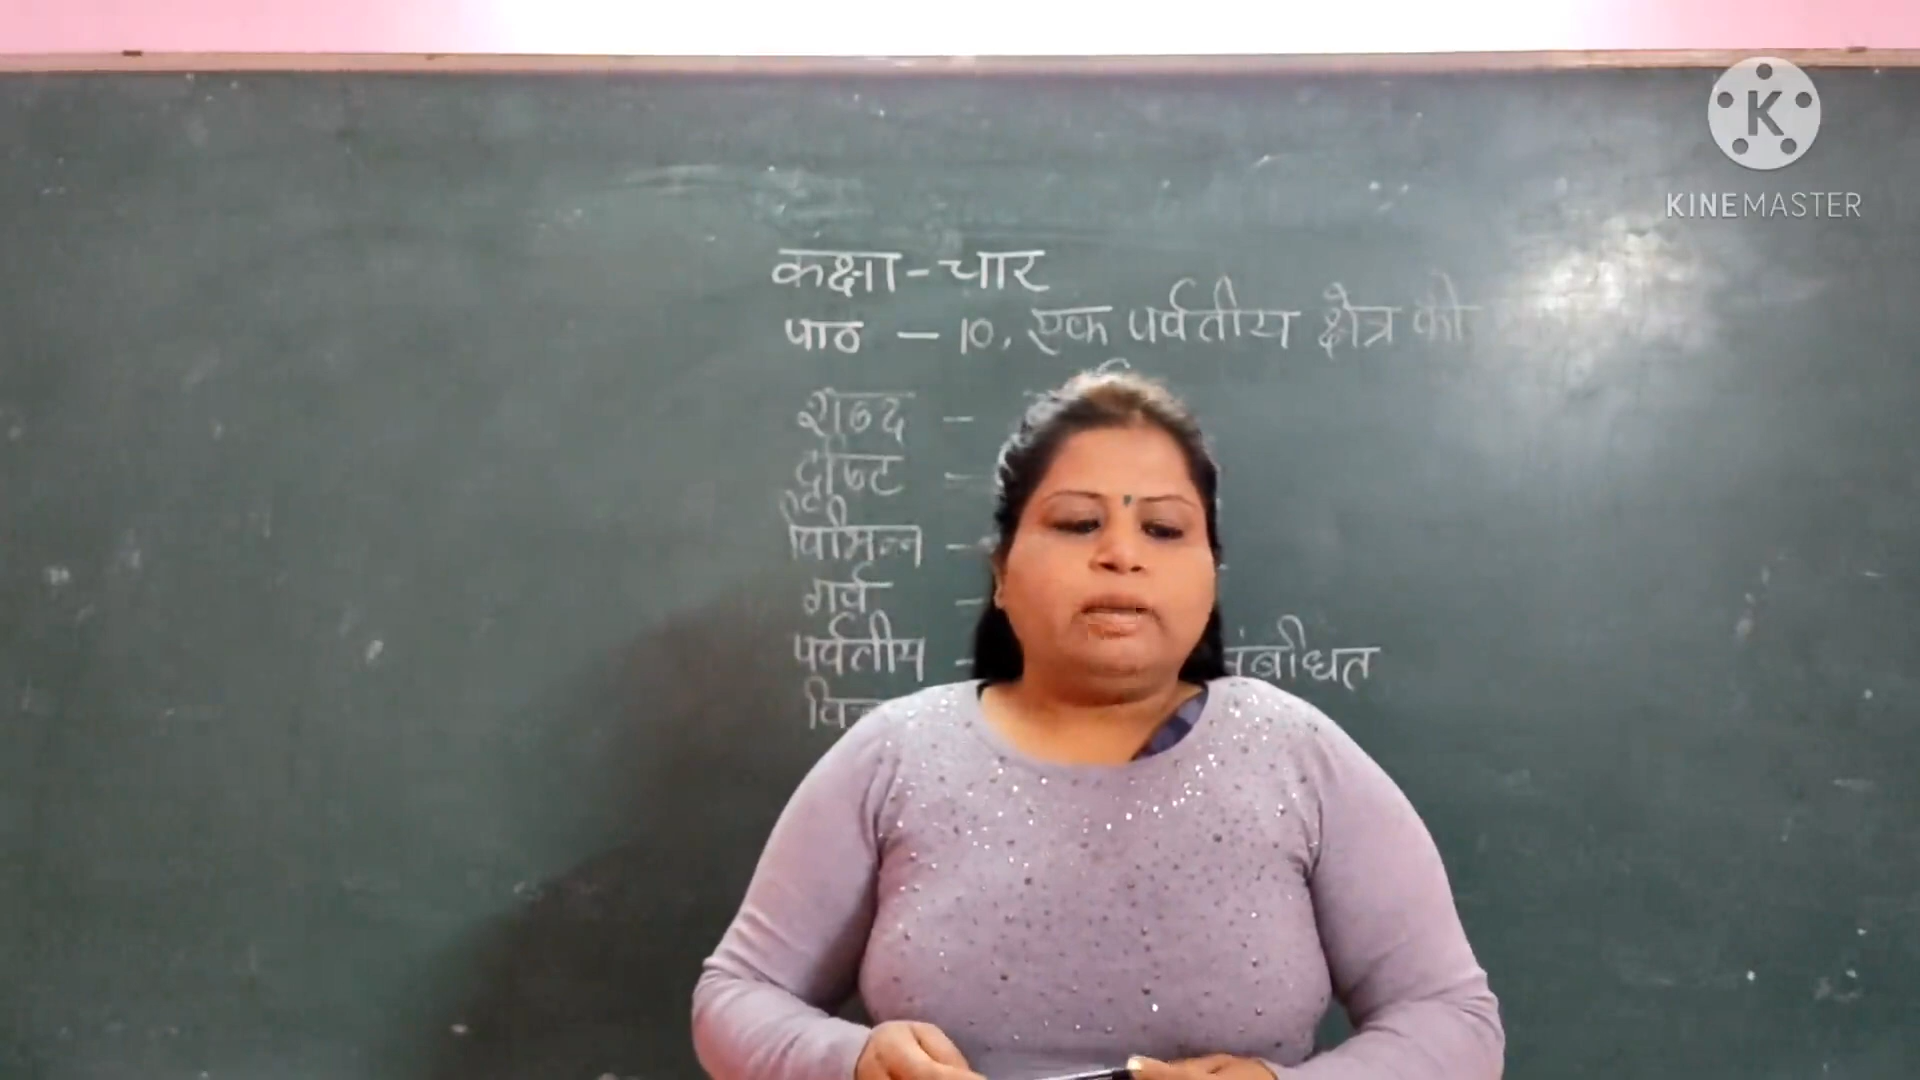 K
KINEMASTER
कक्षा - चार
पाठ - 10. एक पर्वतीय क्षेत्र की
शब्द -
दृष्टि -
विभिन्न -
गर्व -
पर्वतीय - संबंधित